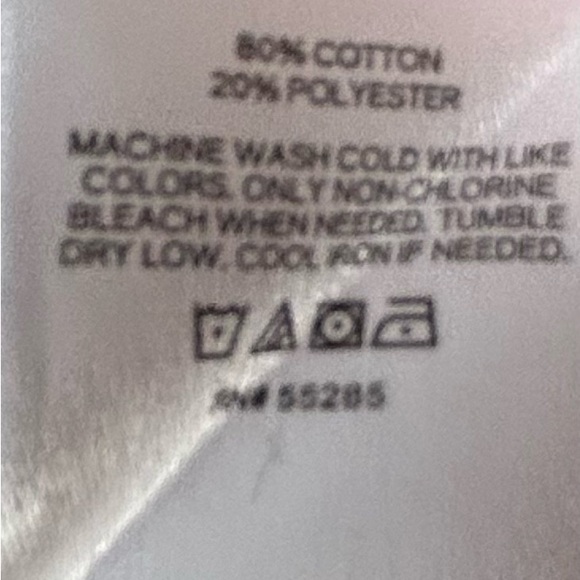 80% COTTON
20% POLYESTER
MACHINE WASH COLD WITH LIKE
COLORS. ONLY NON-CHLORINE
BLEACH WHEN NEEDED. TUMBLE
DRY LOW. COOL IRON IF NEEDED.
RN# 55285